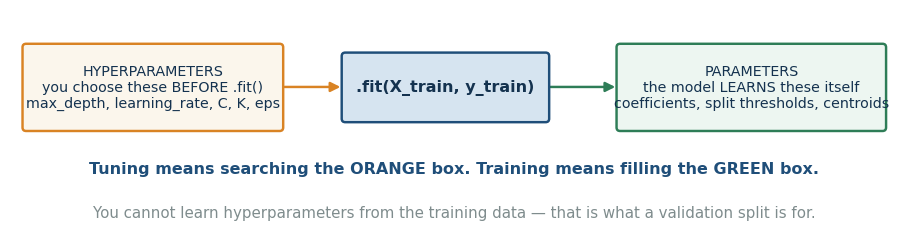 HYPERPARAMETERS
you choose these BEFORE .fit()
max_depth, learning_rate, C, K, eps
.fit(X_train, y_train)
PARAMETERS
the model LEARNS these itself
coefficients, split thresholds, centroids
Tuning means searching the ORANGE box. Training means filling the GREEN box.
You cannot learn hyperparameters from the training data — that is what a validation split is for.